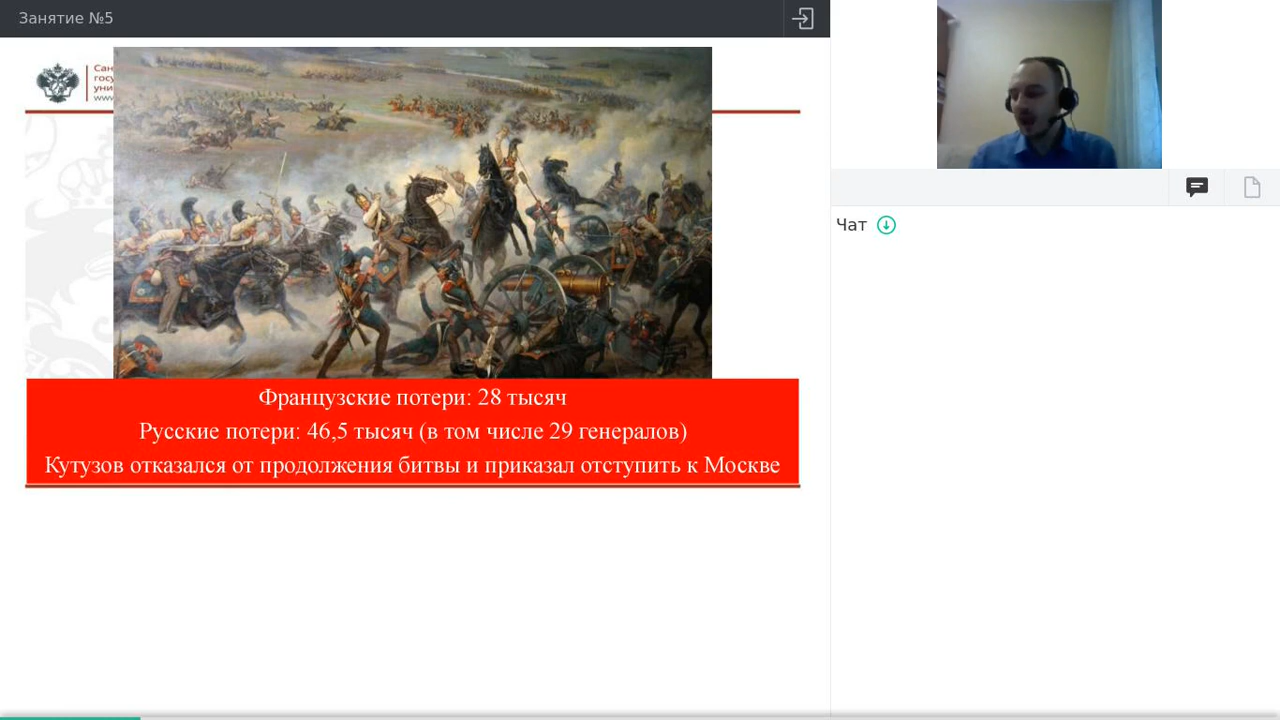 Занятие №5
Французские потери: 28 тысяч
Русские потери: 46,5 тысяч (в том числе 29 генералов)
Кутузов отказался от продолжения битвы и приказал отступить к Москве
Чат